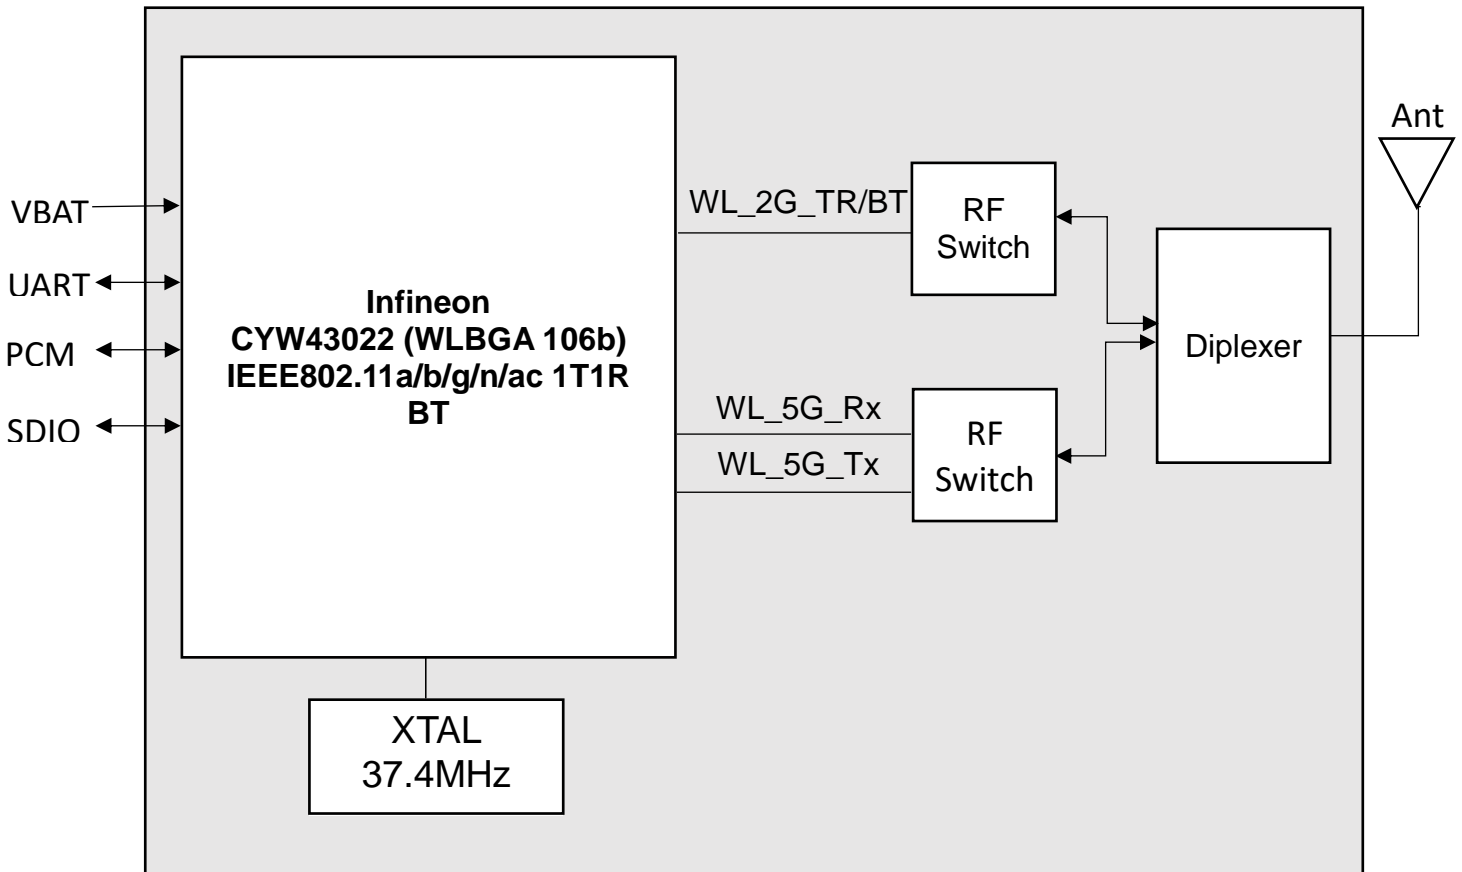 Ant
VBAT
UART
PCM
SDIO
Infineon
CYW43022 (WLBGA 106b)
IEEE802.11a/b/g/n/ac 1T1R
BT
WL_2G_TR/BT
RF
Switch
WL_5G_Rx
WL_5G_Tx
RF
Switch
Diplexer
XTAL
37.4MHz